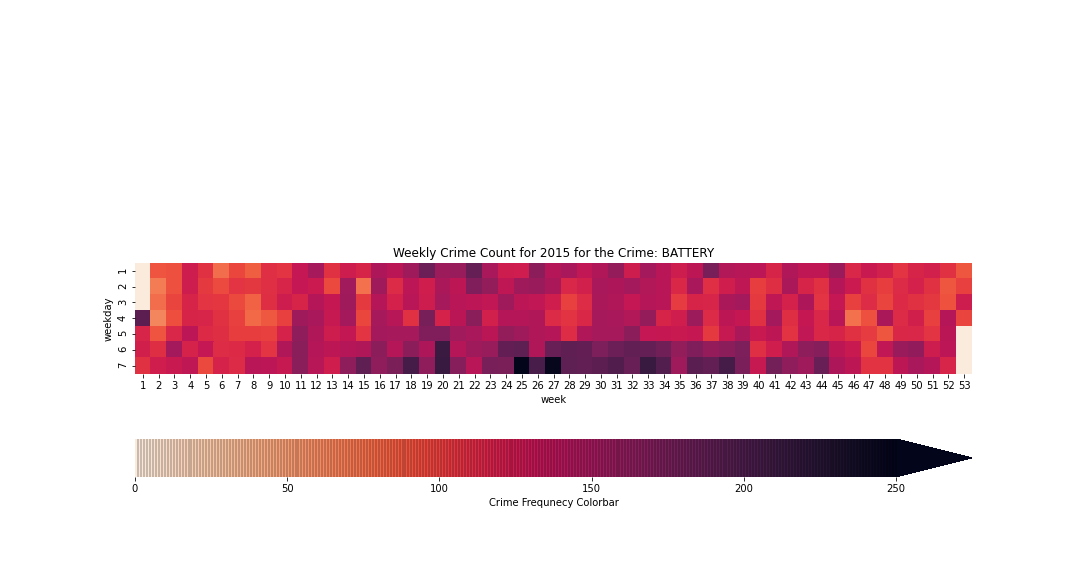 Weekly Crime Count for 2015 for the Crime: BATTERY
weekday
1
2
3
4
5
6
7
1 2 3 4 5 6 7 8 9 10 11 12 13 14 15 16 17 18 19 20 21 22 23 24 25 26 27 28 29 30 31 32 33 34 35 36 37 38 39 40 41 42 43 44 45 46 47 48 49 50 51 52 53
week
0 50 100 150 200 250
Crime Frequnecy Colorbar